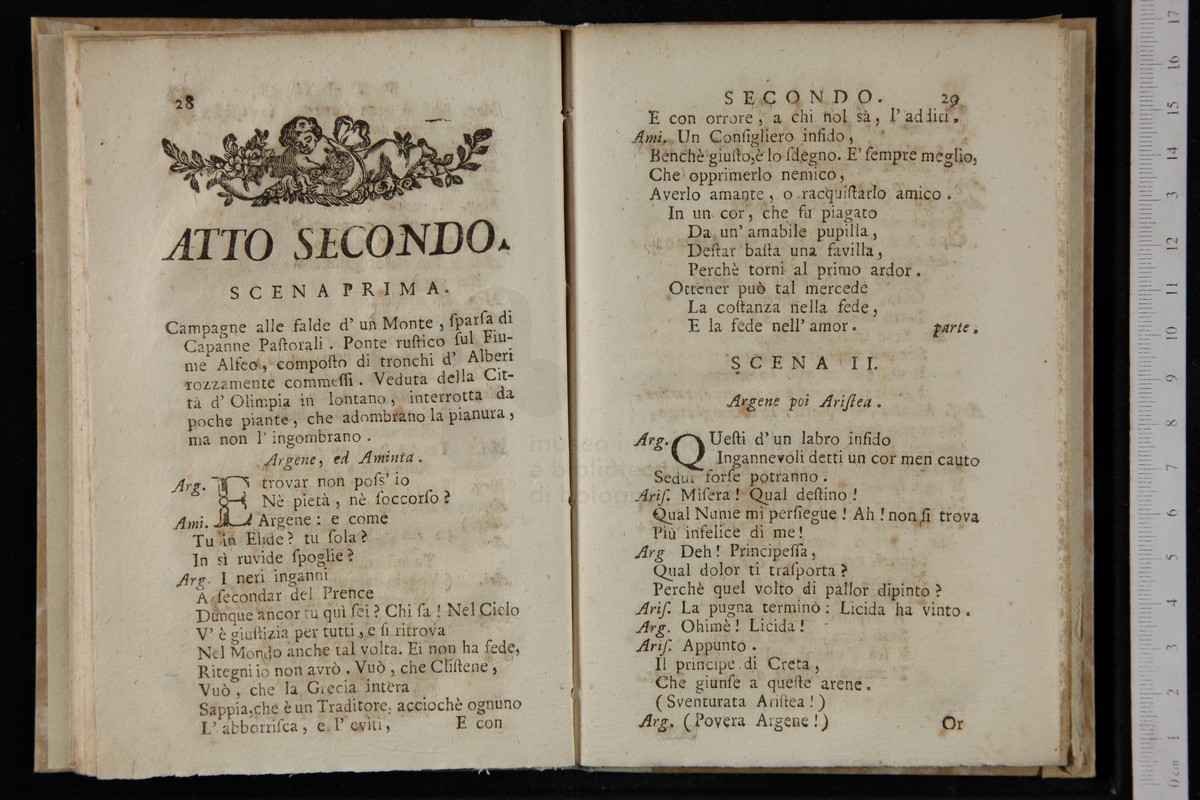 28
ATTO SECONDO.
SCENA PRIMA.
Campagne alle falde d' un Monte , ſparſa di
Capanne Paſtorali . Ponte ruſtico ſul Fiu-
me Alfeo , compoſto di tronchi d' Alberi
rozzamente commeſſi . Veduta della Cit-
tà d' Olimpia in lontano , interrotta da
poche piante , che adombrano la pianura ,
ma non l' ingombrano .
Argene, ed Aminta .
Arg. E trovar non poſs' io
Nè pietà , nè ſoccorſo ?
Ami. Argene : e come
Tu in Elide ? tu ſola ?
In sì ruvide ſpoglie ?
Arg. I neri inganni
A ſecondar del Prence
Dunque ancor tu quì ſei ? Chi ſa ! Nel Cielo
V' è giuſtizia per tutti , e ſi ritrova
Nel Mondo anche tal volta. Ei non ha fede,
Ritegni io non avrò . Vuò , che Cliſtene ,
Vuò , che la Grecia intera
Sappia,che è un Traditore, acciochè ognuno
L' abborriſca , e l' eviti ,
E con
SECONDO.
29
E con orrore , a chi nol sà , l' additi .
Ami. Un Conſigliero infido ,
Benchè giuſto,è lo ſdegno. E' ſempre meglio,
Che opprimerlo nemico ,
Averlo amante , o racquiſtarlo amico .
In un cor , che fu piagato
Da un' amabile pupilla ,
Deſtar baſta una favilla ,
Perchè torni al primo ardor .
Ottener può tal mercede
La coſtanza nella fede ,
E la fede nell' amor .
parte .
SCENA II.
Argene poi Ariſtea .
Arg. QUeſti d' un labro infido
Ingannevoli detti un cor men cauto
Sedur forſe potranno .
Ariſ. Miſera ! Qual deſtino !
Qual Nume mi perſiegue ! Ah ! non ſi trova
Più infelice di me !
Arg Deh ! Principeſſa ,
Qual dolor ti traſporta ?
Perchè quel volto di pallor dipinto ?
Ariſ. La pugna terminò : Licida ha vinto .
Arg. Ohimè ! Licida !
Ariſ. Appunto .
Il principe di Creta ,
Che giunſe a queſte arene .
( Sventurata Ariſtea ! )
Arg. ( Povera Argene ! )
Or